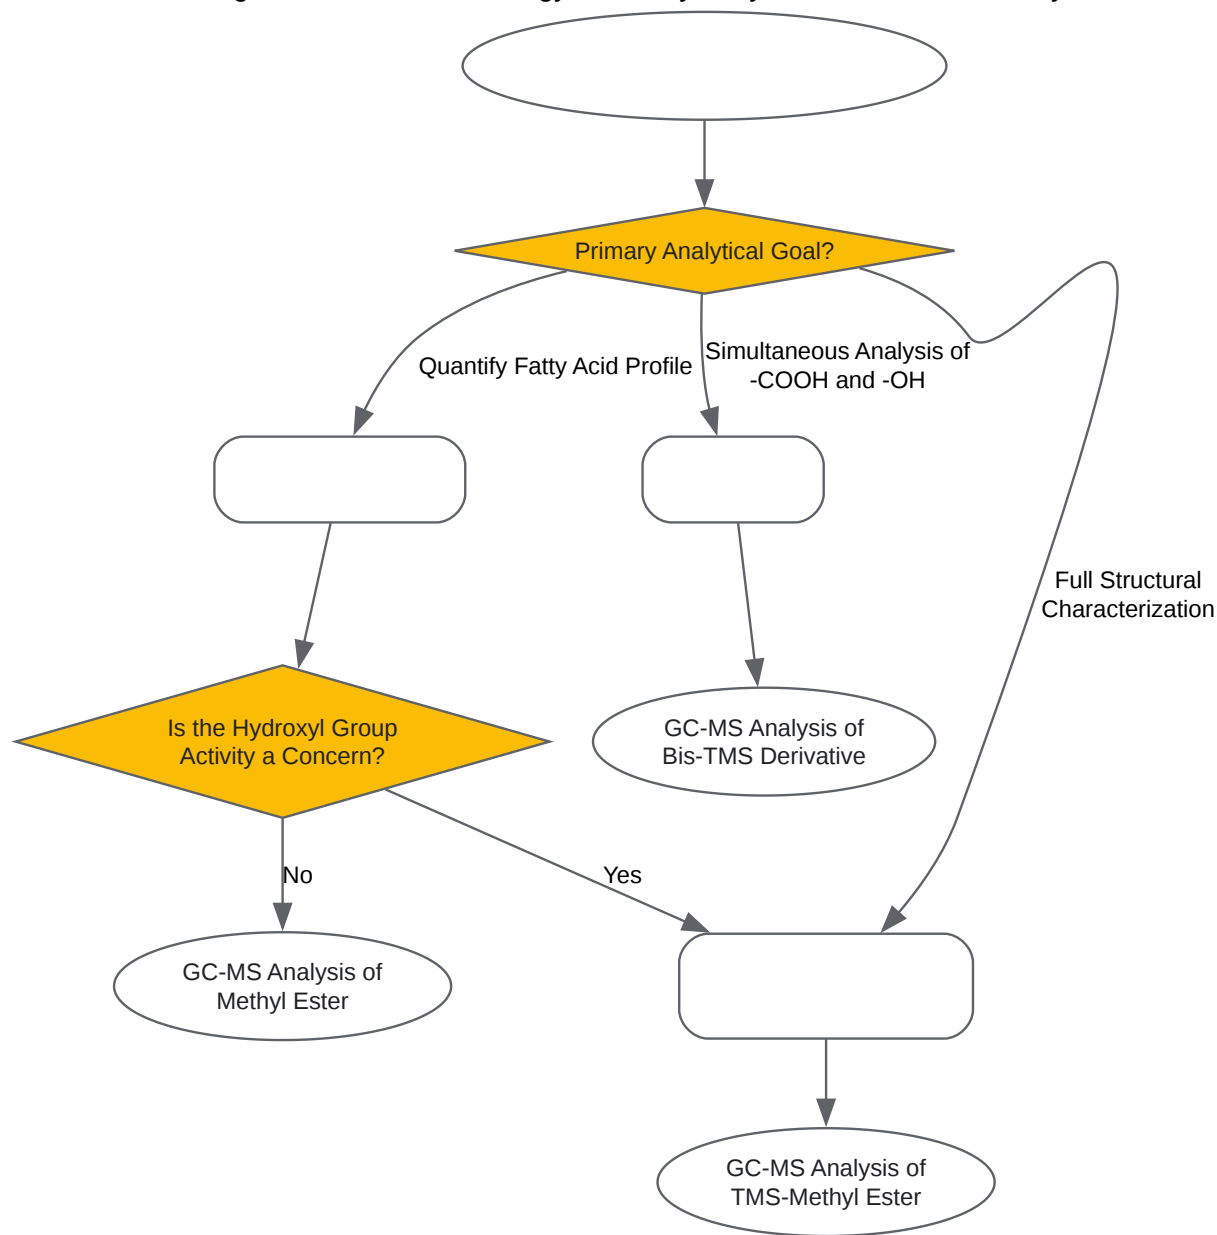 Primary Analytical Goal?
Quantify Fatty Acid Profile
Simultaneous Analysis of
-COOH and -OH
Full Structural
Characterization
Is the Hydroxyl Group
Activity a Concern?
GC-MS Analysis of
Bis-TMS Derivative
No
Yes
GC-MS Analysis of
Methyl Ester
GC-MS Analysis of
TMS-Methyl Ester